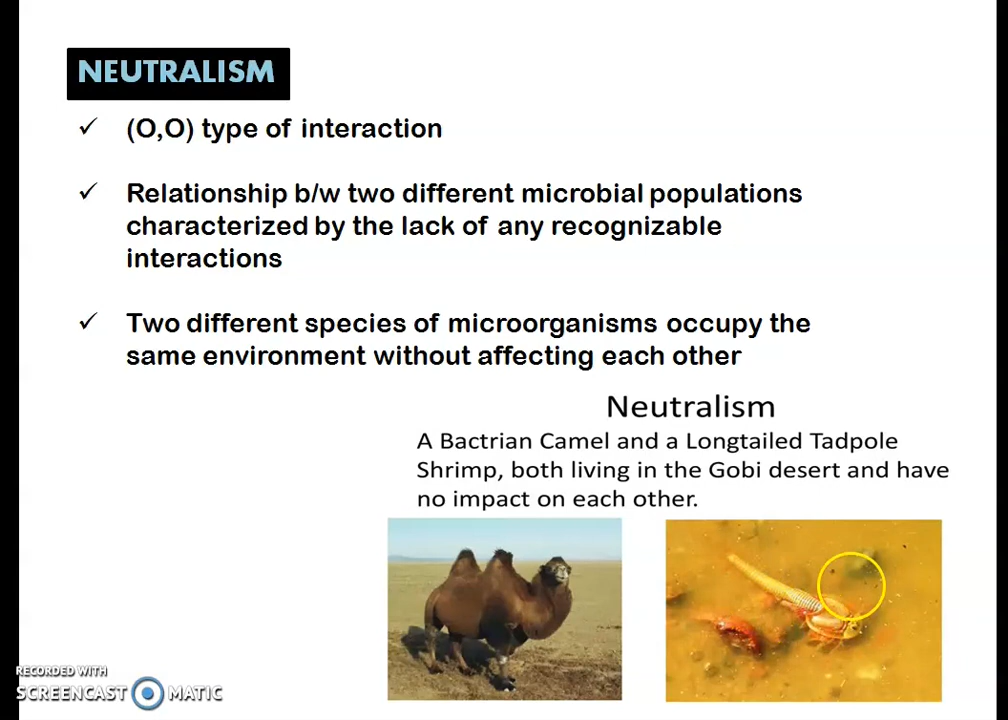 NEUTRALISM
✓ (O,O) type of interaction
✓ Relationship b/w two different microbial populations
characterized by the lack of any recognizable
interactions
✓ Two different species of microorganisms occupy the
same environment without affecting each other
Neutralism
A Bactrian Camel and a Longtailed Tadpole
Shrimp, both living in the Gobi desert and have
no impact on each other.
RECORDED WITH
SCREENCAST MATIC